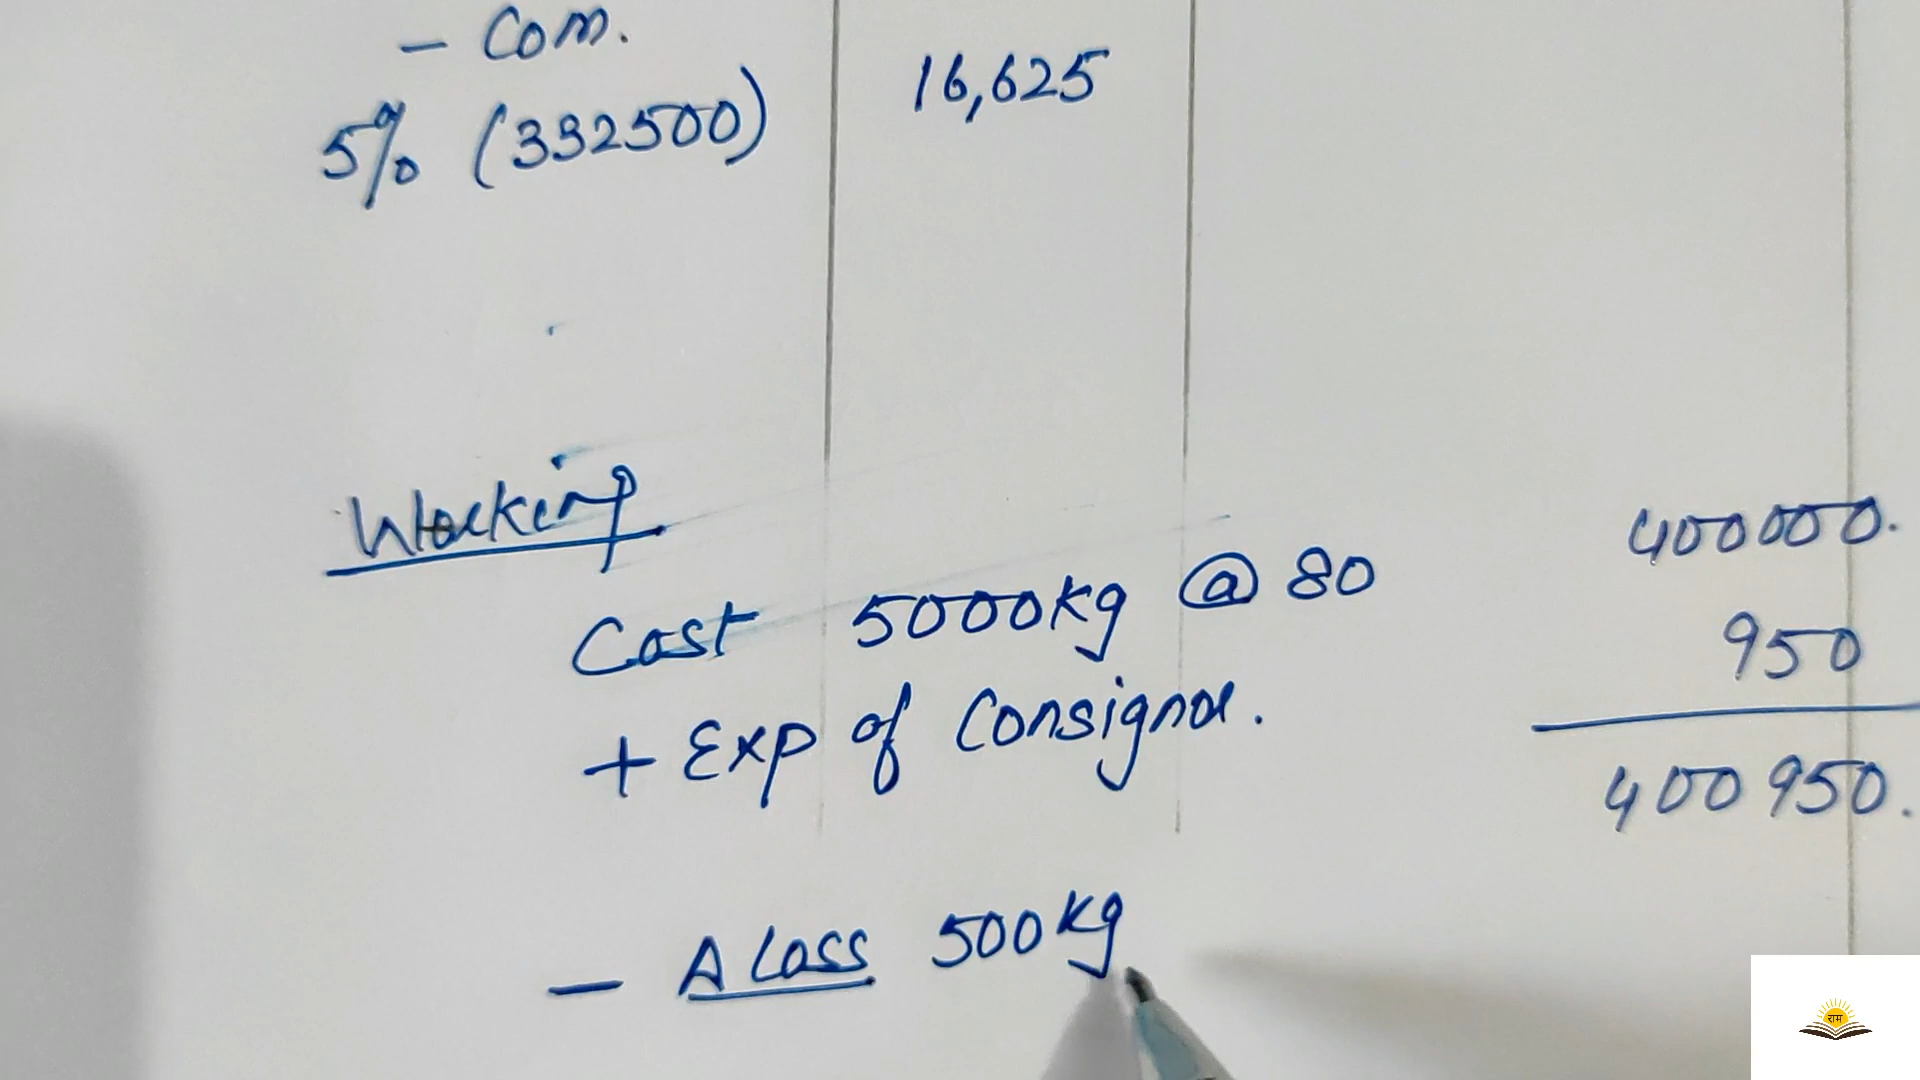 - Com.
5% (332500) 16,625
Working
400000.
Cost 5000kg @ 80
950
+ Exp of Consignor.
400950.
- A Loss 500kg
राम